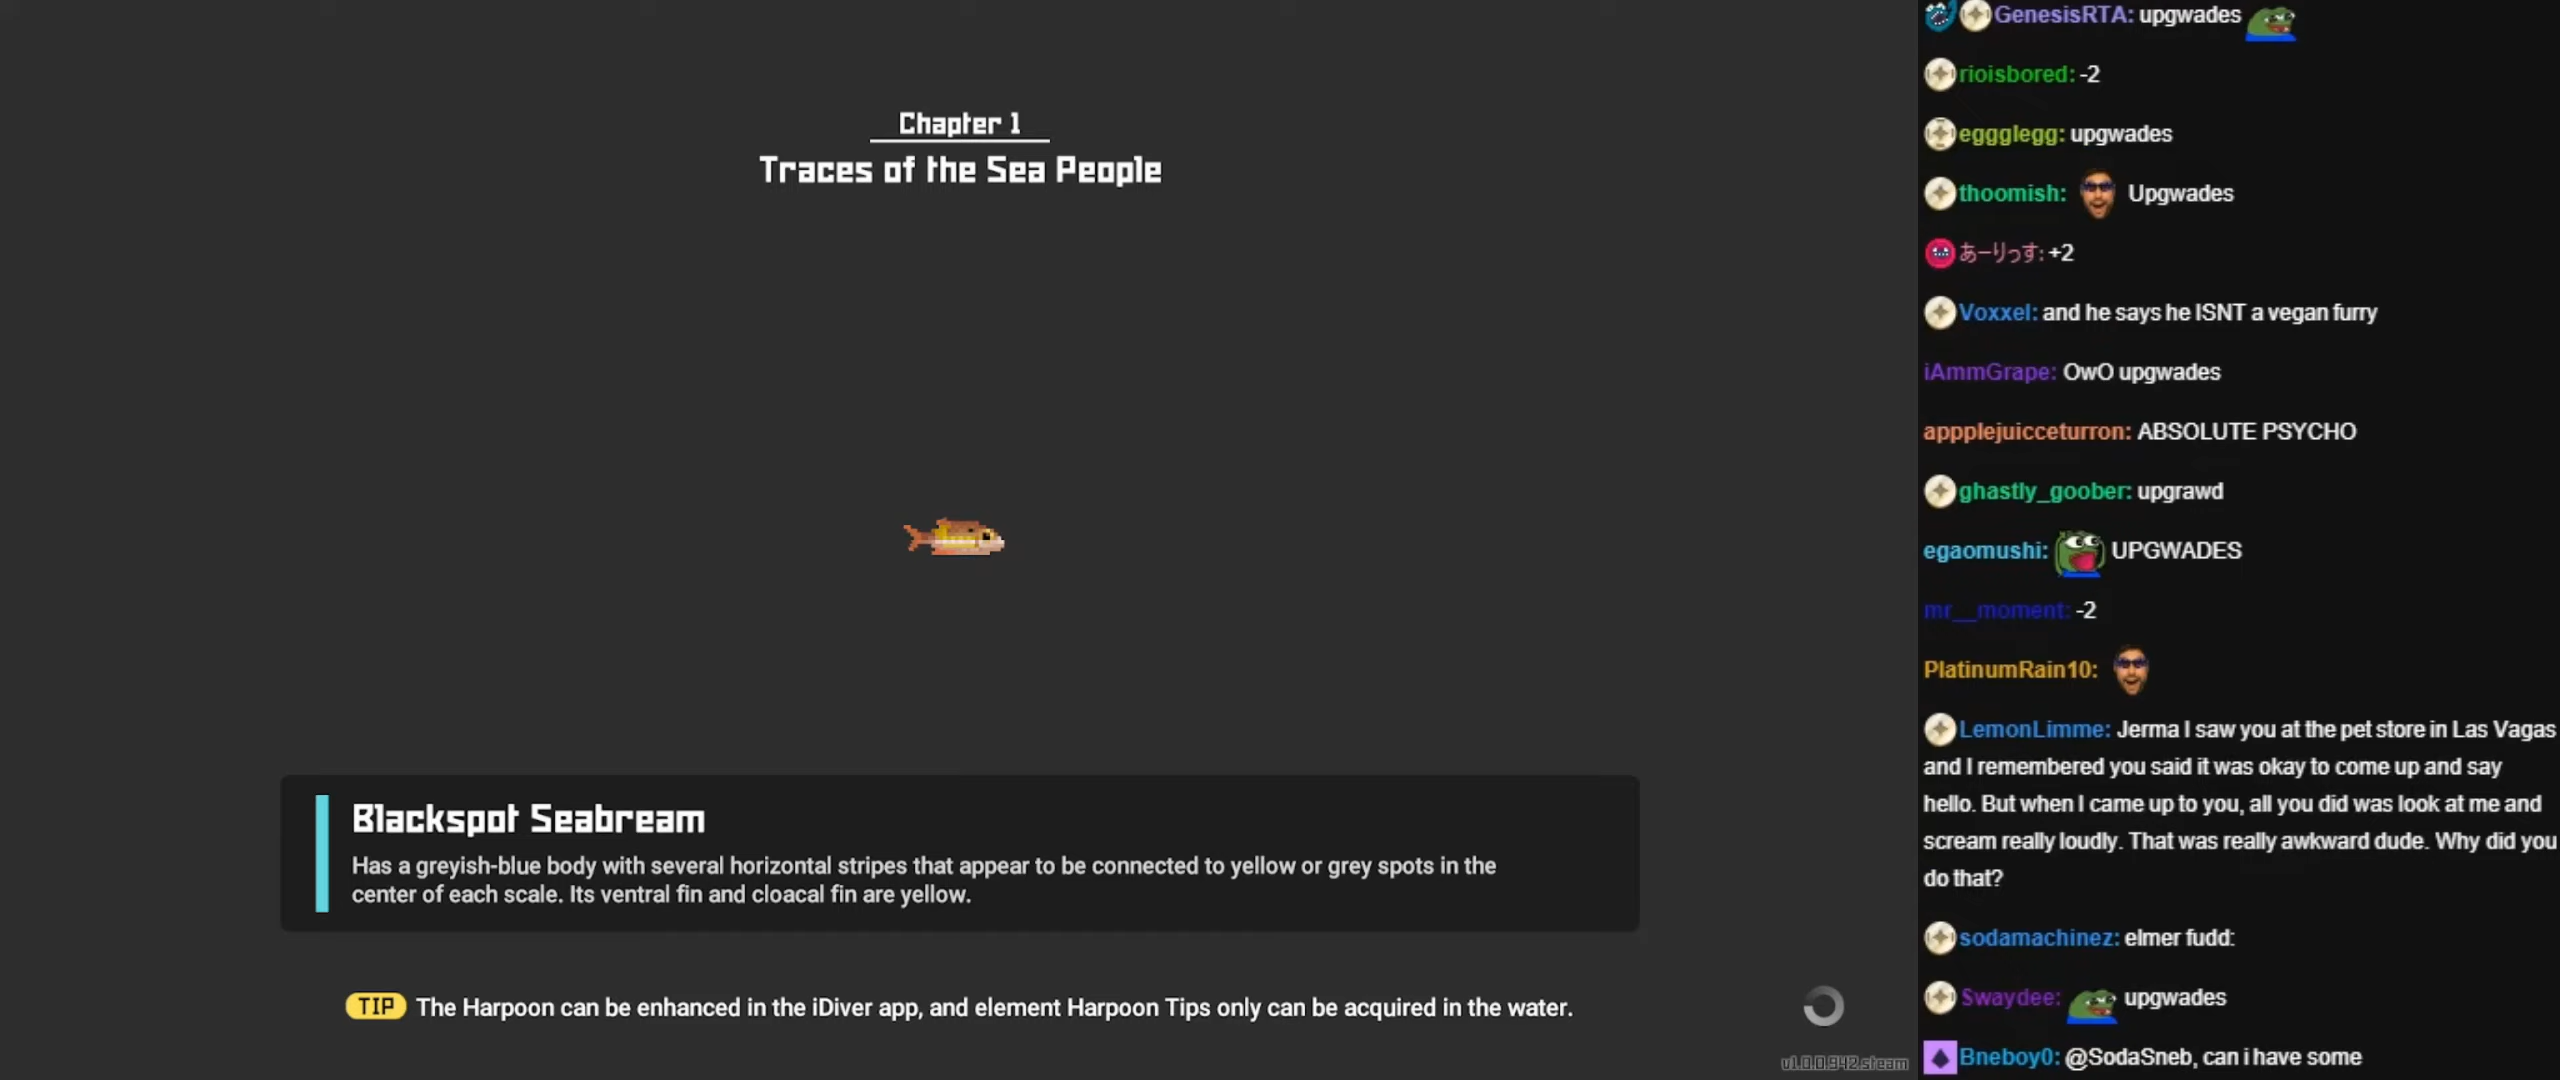 Chapter 1
Traces of the Sea People
Blackspot Seabream
Has a greyish-blue body with several horizontal stripes that appear to be connected to yellow or grey spots in the
center of each scale. Its ventral fin and cloacal fin are yellow.
TIP The Harpoon can be enhanced in the iDiver app, and element Harpoon Tips only can be acquired in the water.
v1.0.0.942.steam
GenesisRTA: upgwades
rioisbored: -2
eggglegg: upgwades
thoomish: Upgwades
あーりっす: +2
Voxxel: and he says he ISNT a vegan furry
iAmmGrape: OwO upgwades
appplejuicceturron: ABSOLUTE PSYCHO
ghastly_goober: upgrawd
egaomushi: UPGWADES
mr__moment: -2
PlatinumRain10:
LemonLimme: Jerma I saw you at the pet store in Las Vagas
and I remembered you said it was okay to come up and say
hello. But when I came up to you, all you did was look at me and
scream really loudly. That was really awkward dude. Why did you
do that?
sodamachinez: elmer fudd:
Swaydee: upgwades
Bneboy0: @SodaSneb, can i have some